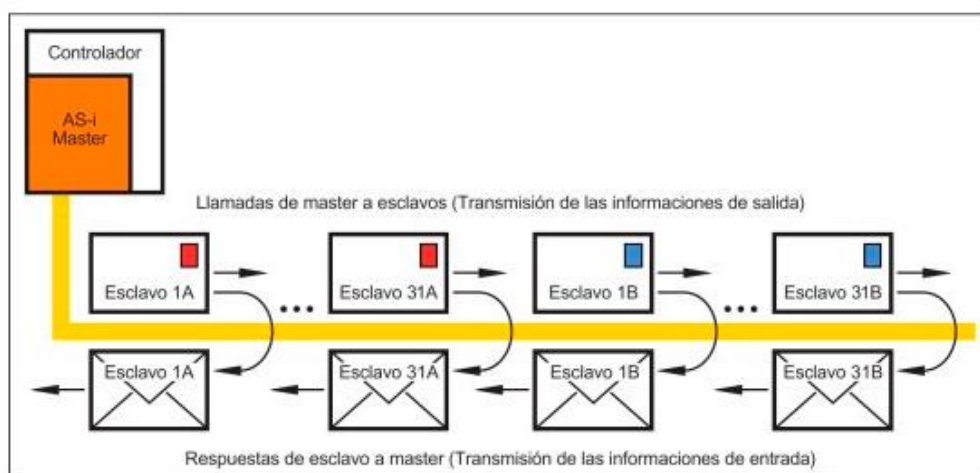 Controlador
AS-i
Master
Llamadas de master a esclavos (Transmisión de las informaciones de salida)
Esclavo 1A
Esclavo 31A
Esclavo 1B
Esclavo 31B
Esclavo 1A
Esclavo 31A
Esclavo 1B
Esclavo 31B
Respuestas de esclavo a master (Transmisión de las informaciones de entrada)